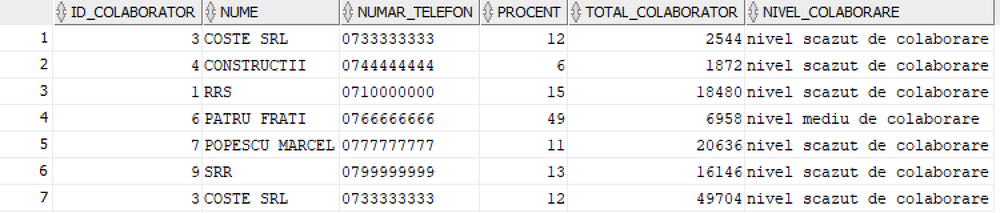 ID_COLABORATOR NUME NUMAR_TELEFON PROCENT TOTAL_COLABORATOR NIVEL_COLABORARE
1 3 COSTE SRL 0733333333 12 2544 nivel scazut de colaborare
2 4 CONSTRUCTII 0744444444 6 1872 nivel scazut de colaborare
3 1 RRS 0710000000 15 18480 nivel scazut de colaborare
4 6 PATRU FRATI 0766666666 49 6958 nivel mediu de colaborare
5 7 POPESCU MARCEL 0777777777 11 20636 nivel scazut de colaborare
6 9 SRR 0799999999 13 16146 nivel scazut de colaborare
7 3 COSTE SRL 0733333333 12 49704 nivel scazut de colaborare